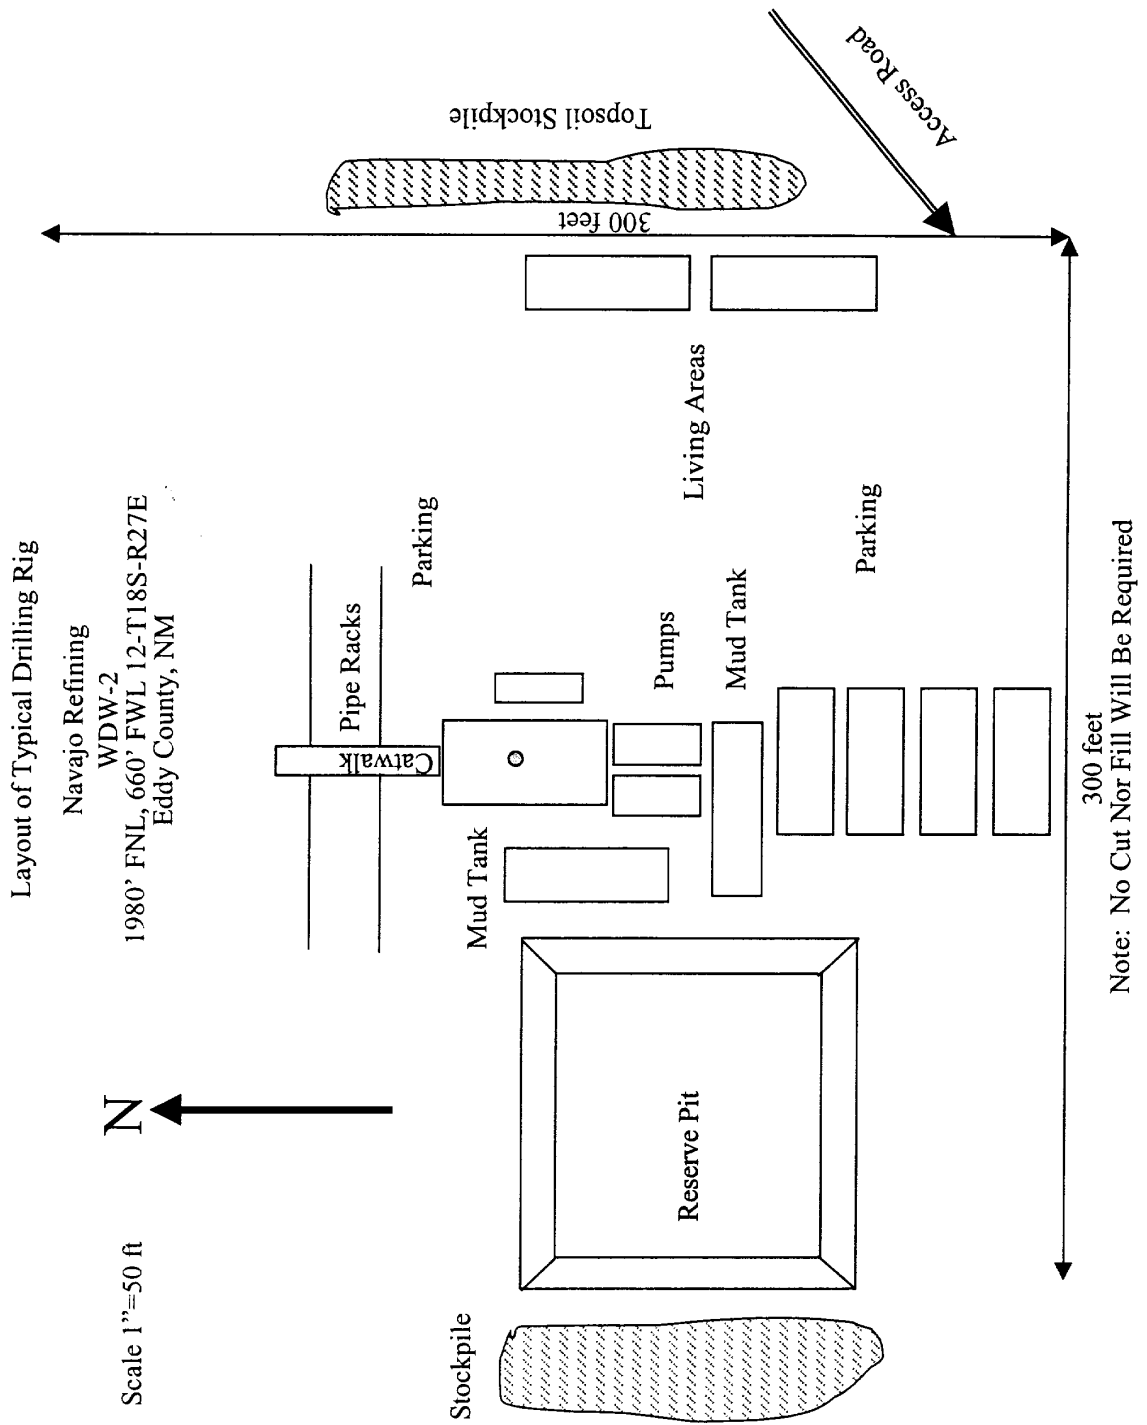 Layout of Typical Drilling Rig
Navajo Refining
WDW-2
1980’ FNL, 660’ FWL 12-T18S-R27E
Eddy County, NM
Scale 1”=50 ft
N
Pipe Racks
Catwalk
Parking
Topsoil Stockpile
300 feet
Stockpile
Mud Tank
Pumps
Living Areas
Reserve Pit
Mud Tank
Parking
Access Road
300 feet
Note: No Cut Nor Fill Will Be Required